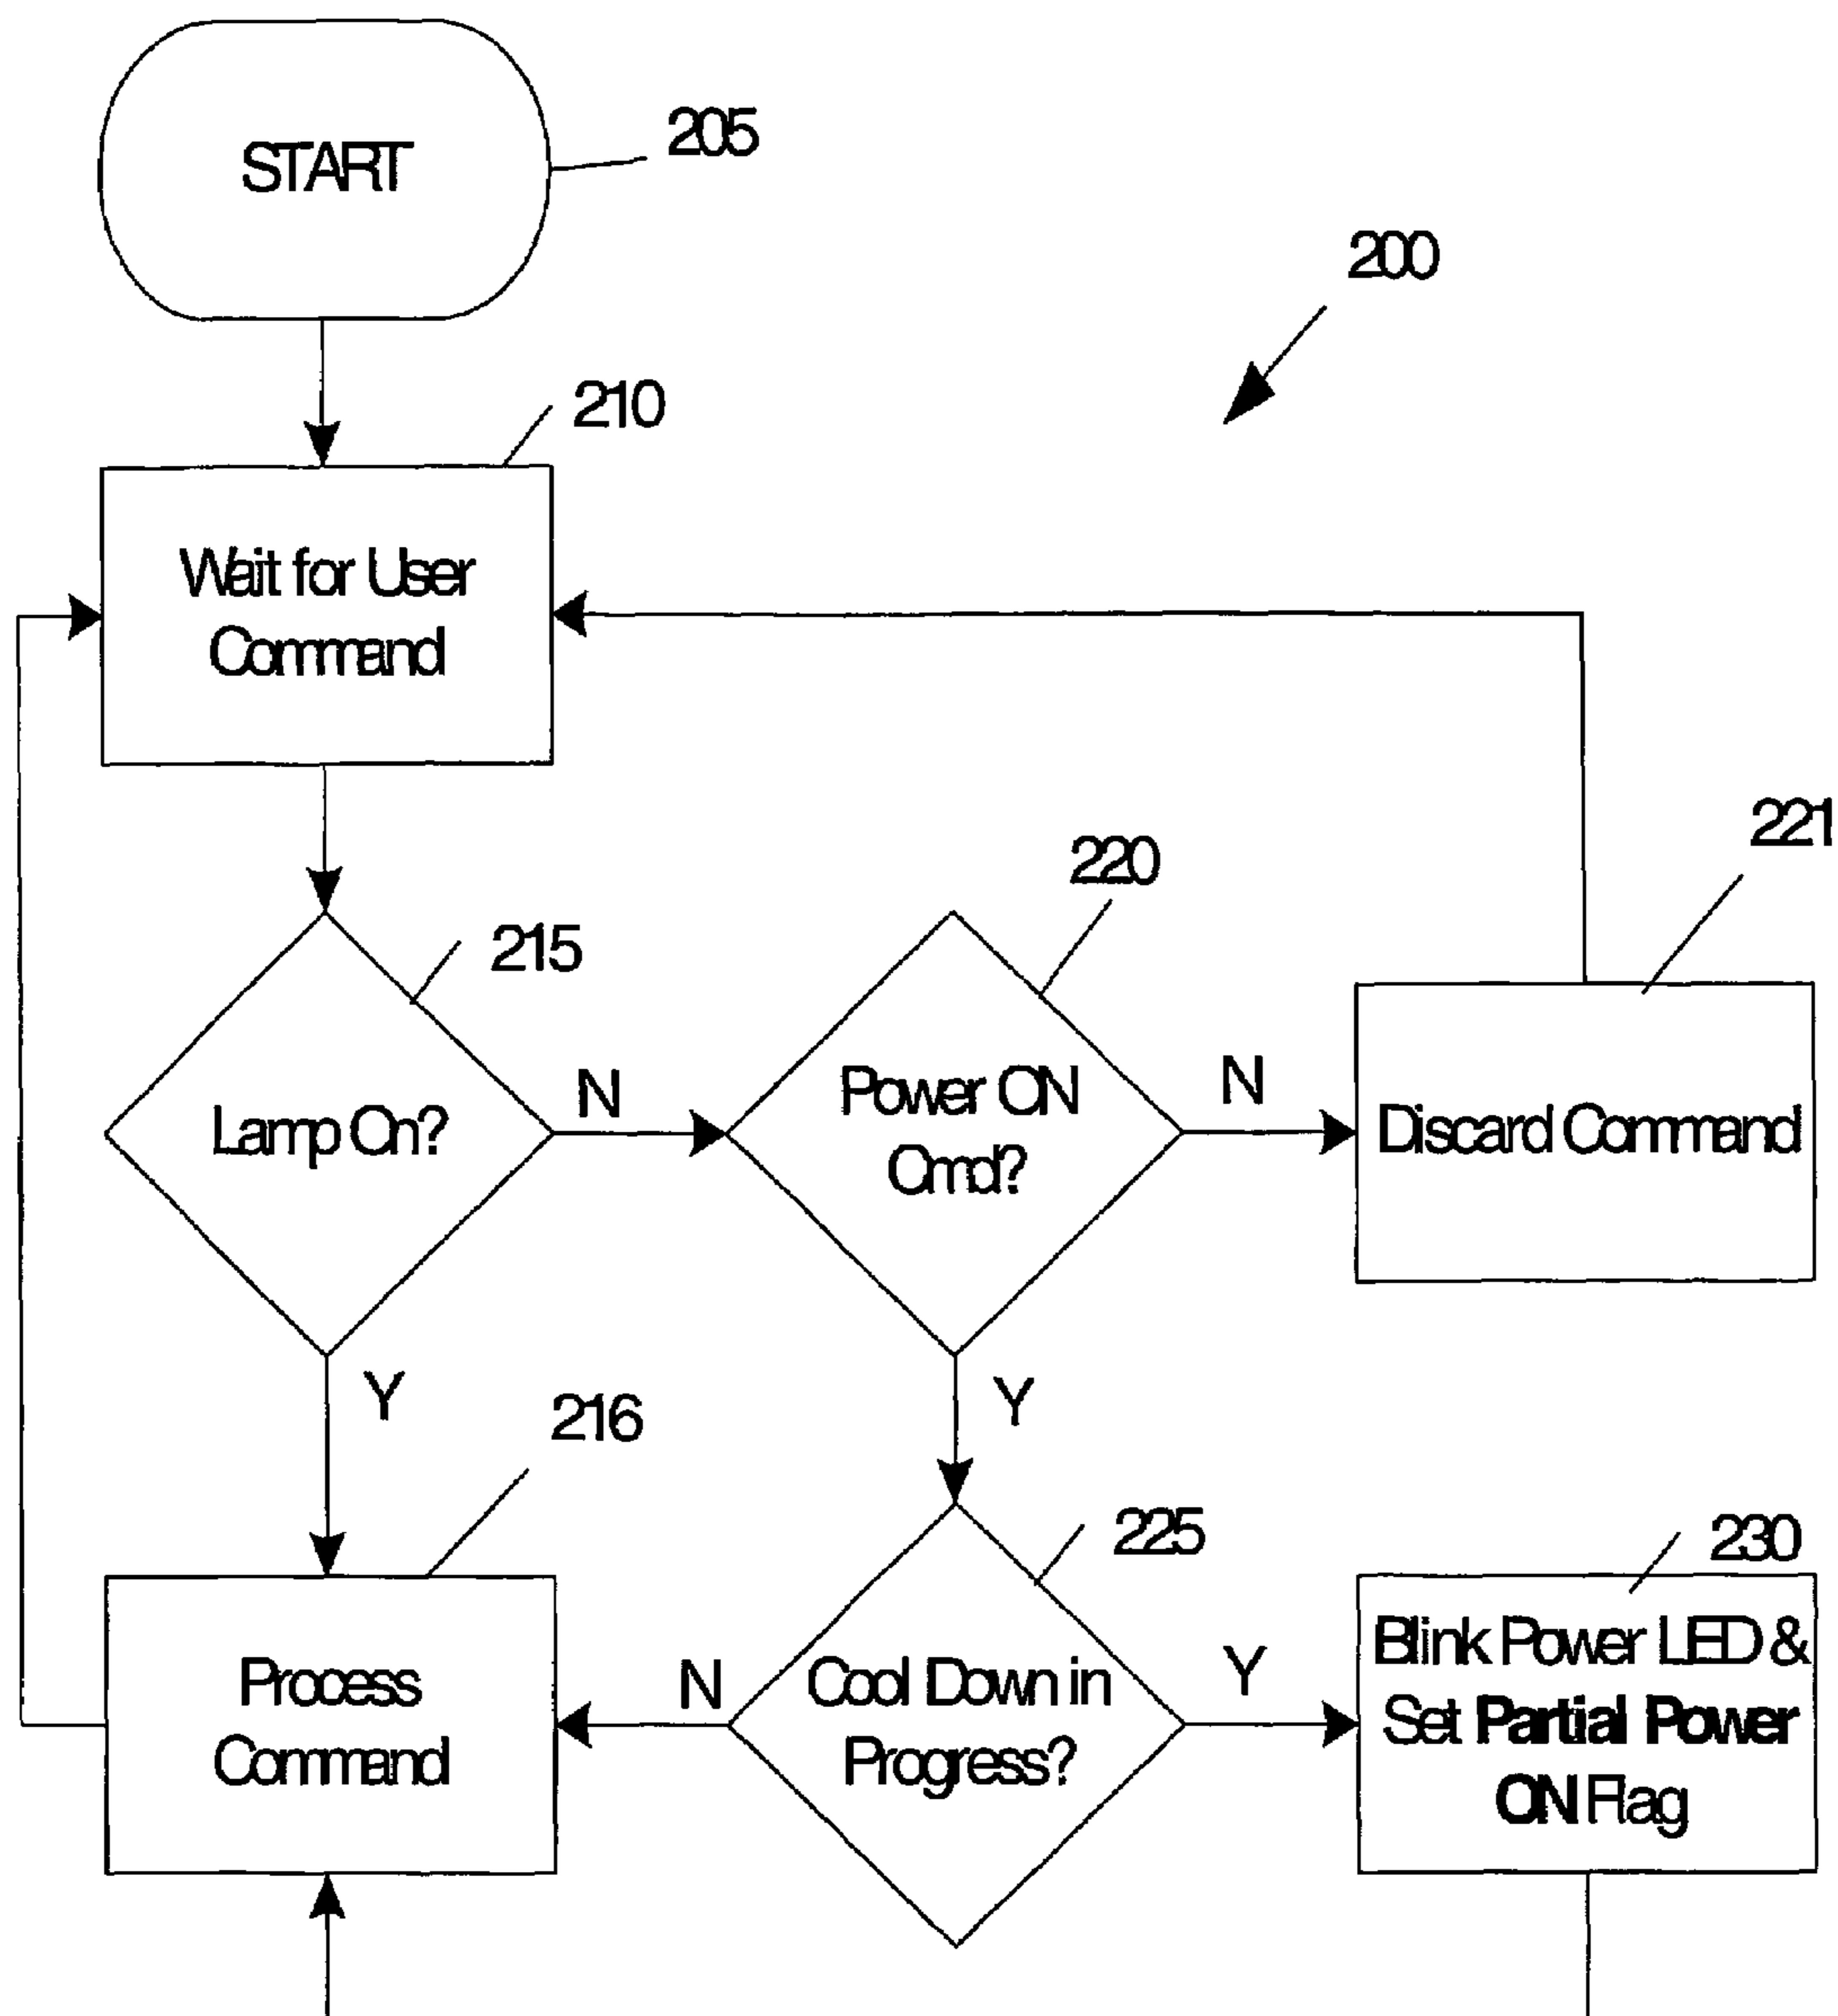 START
205
200
210
Wait for User
Command
221
220
215
Lamp On?
N
Power ON
Cmd?
N
Discard Command
Y
Y
216
225
230
Process
Command
N
Cool Down in
Progress?
Y
Blink Power LED &
Set Partial Power
ON Flag